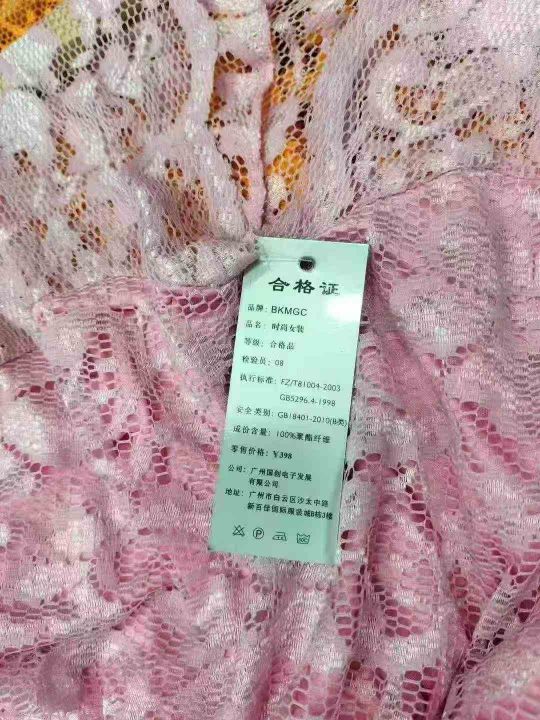 合格证
品牌: BKMGC
品名: 时尚女装
等级: 合格品
检验员: 08
执行标准: FZ/T81004-2003
GB5296.4-1998
安全类别: GB18401-2010(B类)
成份含量: 100%聚酯纤维
零售价格: ¥398
公司: 广州国创电子发展
有限公司
地址: 广州市白云区沙太中路
新百佳国际服装城B栋3楼